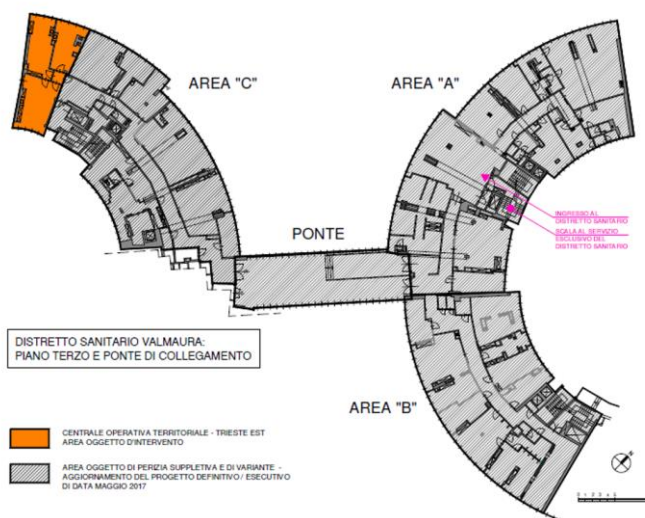 AREA "C"
AREA "A"
INGRESSO AL
DISTRETTO SANITARIO
SCALA AL SERVIZIO
ESCLUSIVO DEL
DISTRETTO SANITARIO
PONTE
DISTRETTO SANITARIO VALMAURA:
PIANO TERZO E PONTE DI COLLEGAMENTO
AREA "B"
CENTRALE OPERATIVA TERRITORIALE - TRIESTE EST
AREA OGGETTO D'INTERVENTO
AREA OGGETTO DI PERIZIA SUPPLETIVA E DI VARIANTE -
AGGIORNAMENTO DEL PROGETTO DEFINITIVO / ESECUTIVO
DI DATA MAGGIO 2017